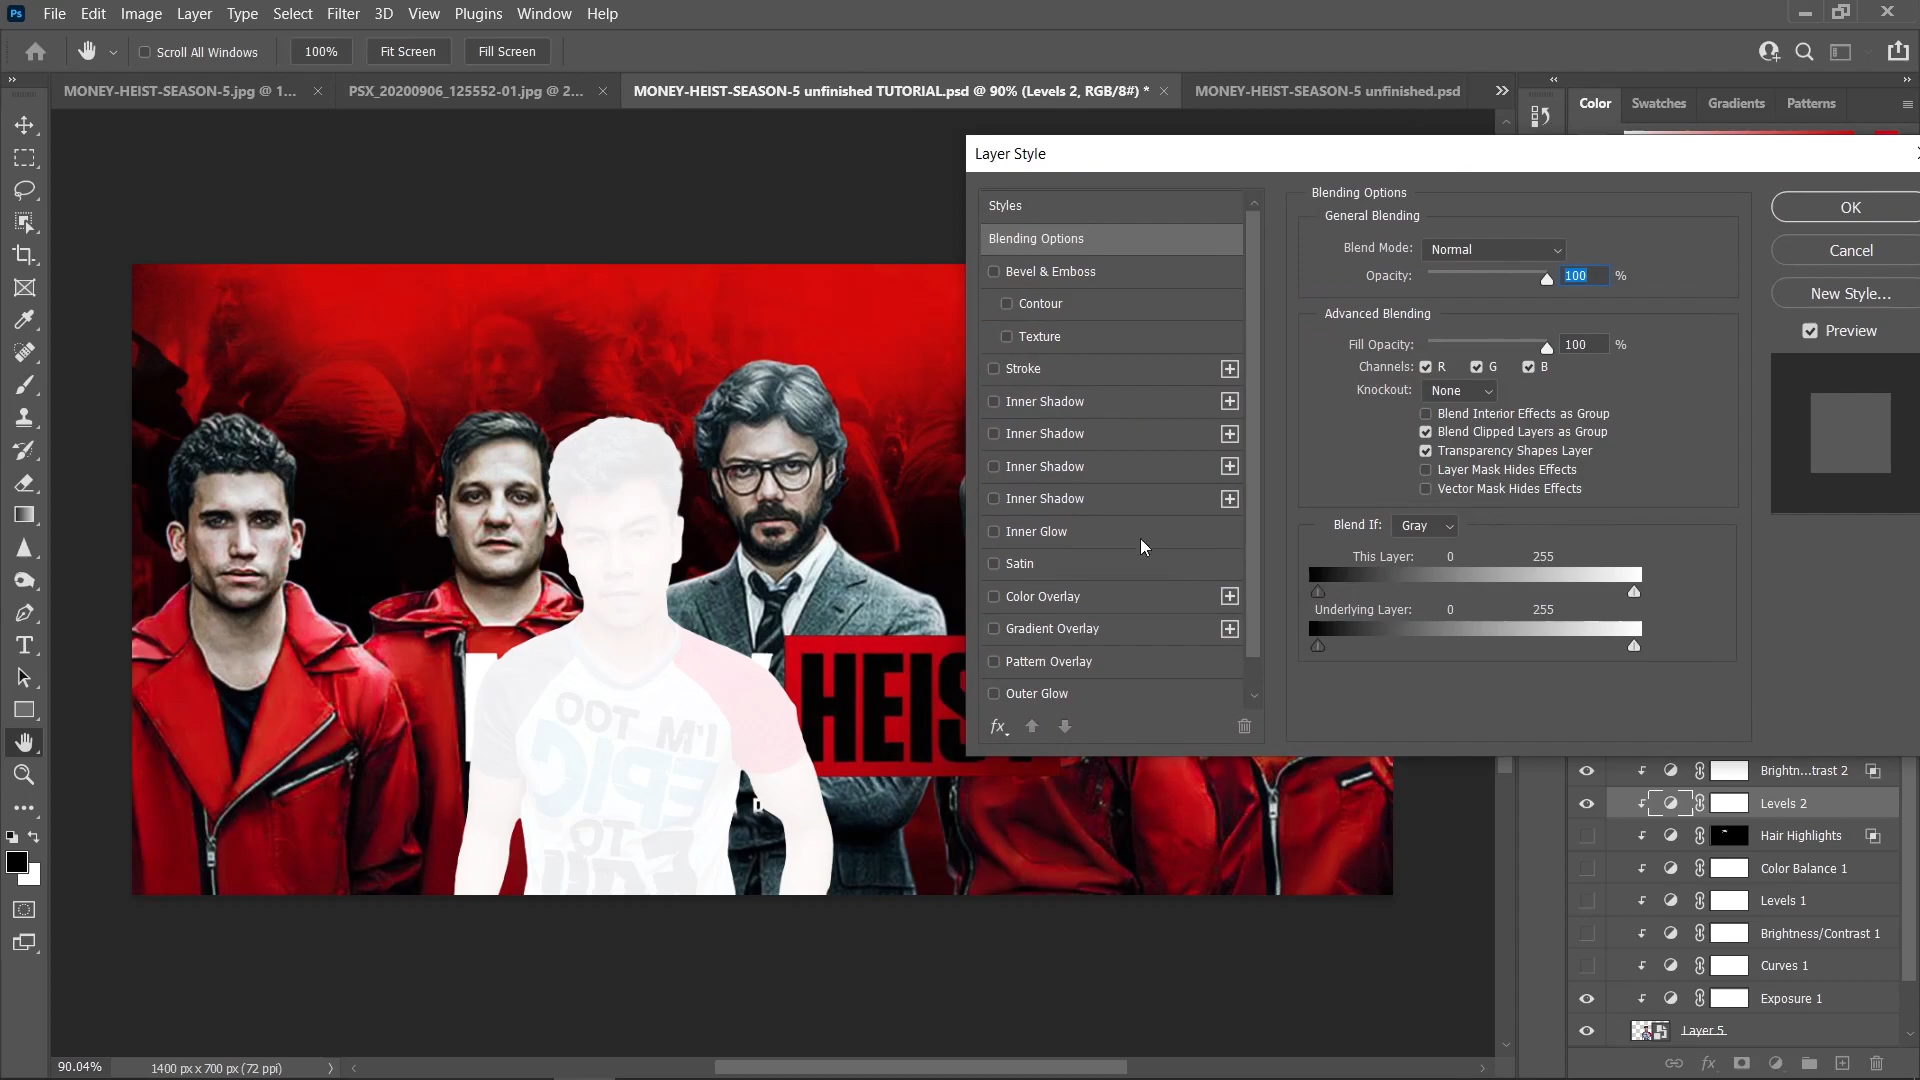 Ps File Edit Image Layer Type Select Filter 3D View Plugins Window Help
Scroll All Windows 100% Fit Screen Fill Screen
MONEY-HEIST-SEASON-5.jpg @ 1... PSX_20200906_125552-01.jpg @ 2... MONEY-HEIST-SEASON-5 unfinished TUTORIAL.psd @ 90% (Levels 2, RGB/8#) * MONEY-HEIST-SEASON-5 unfinished.psd
Color Swatches Gradients Patterns
Layer Style
Styles
Blending Options
Bevel & Emboss
Contour
Texture
Stroke
Inner Shadow
Inner Shadow
Inner Shadow
Inner Shadow
Inner Glow
Satin
Color Overlay
Gradient Overlay
Pattern Overlay
Outer Glow
fx
Blending Options
General Blending
Blend Mode: Normal
Opacity: 100 %
Advanced Blending
Fill Opacity: 100 %
Channels: R G B
Knockout: None
Blend Interior Effects as Group
Blend Clipped Layers as Group
Transparency Shapes Layer
Layer Mask Hides Effects
Vector Mask Hides Effects
Blend If: Gray
This Layer: 0 255
Underlying Layer: 0 255
OK
Cancel
New Style...
Preview
HEIST
I'M TOO
EPIC
TO
Brightn...trast 2
Levels 2
Hair Highlights
Color Balance 1
Levels 1
Brightness/Contrast 1
Curves 1
Exposure 1
Layer 5
fx
90.04% 1400 px x 700 px (72 ppi)